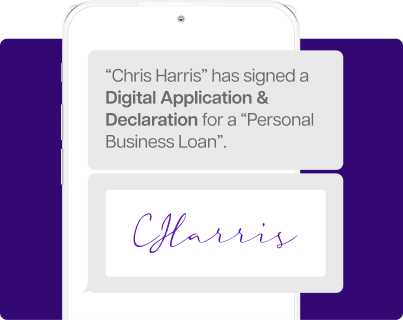 “Chris Harris” has signed a
Digital Application &
Declaration for a “Personal
Business Loan”.
CHarris